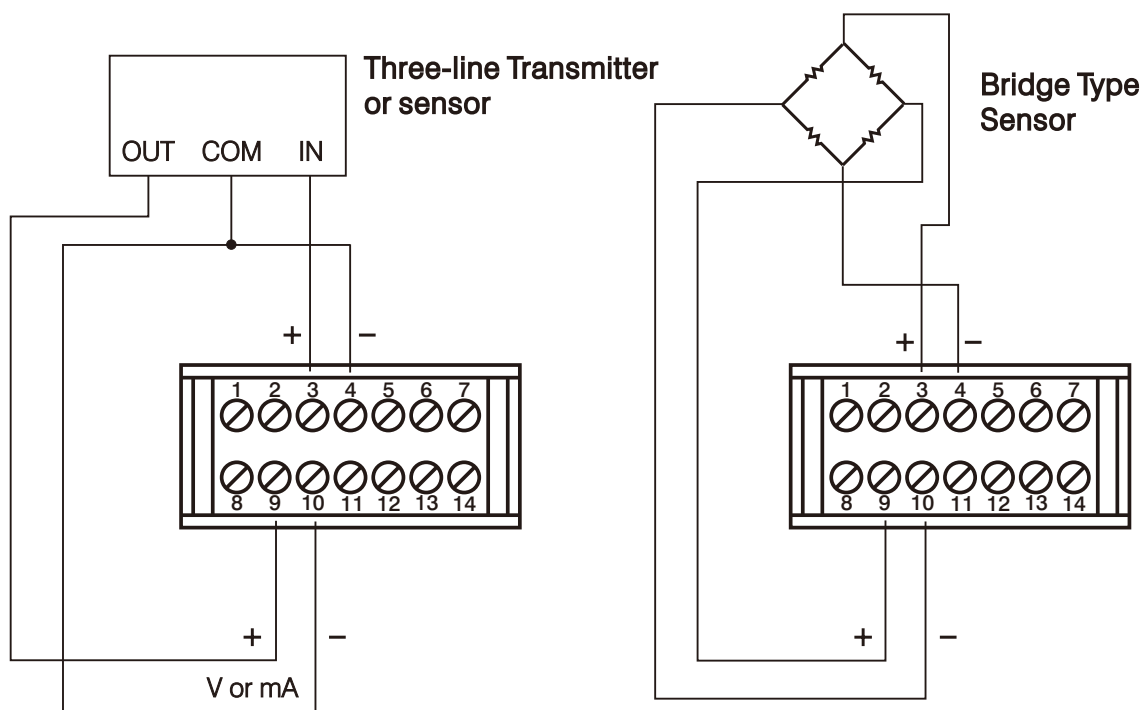 Three-line Transmitter
or sensor
OUT COM IN
+ −
1 2 3 4 5 6 7
8 9 10 11 12 13 14
+ −
V or mA
Bridge Type
Sensor
+ −
1 2 3 4 5 6 7
8 9 10 11 12 13 14
+ −